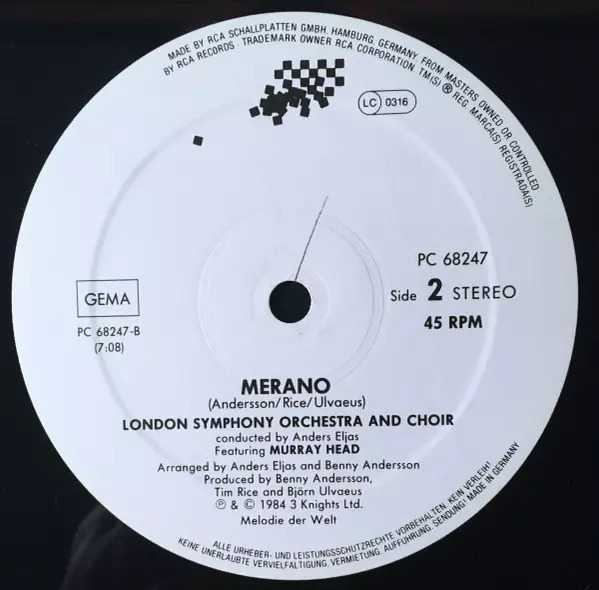 MADE BY RCA SCHALLPLATTEN GMBH. HAMBURG, GERMANY, FROM MASTERS OWNED OR CONTROLLED
BY RCA RECORDS · TRADEMARK OWNER RCA CORPORATION. TM(S) ® REG. MARCA(S) REGISTRADA(S)
LC 0316
PC 68247
GEMA
Side 2 STEREO
PC 68247-B
45 RPM
(7:08)
MERANO
(Andersson/Rice/Ulvaeus)
LONDON SYMPHONY ORCHESTRA AND CHOIR
conducted by Anders Eljas
Featuring MURRAY HEAD
Arranged by Anders Eljas and Benny Andersson
Produced by Benny Andersson,
Tim Rice and Björn Ulvaeus
℗ & © 1984 3 Knights Ltd.
Melodie der Welt
ALLE URHEBER- UND LEISTUNGSSCHUTZRECHTE VORBEHALTEN. KEIN VERLEIH!
KEINE UNERLAUBTE VERVIELFÄLTIGUNG, VERMIETUNG, AUFFÜHRUNG, SENDUNG! MADE IN GERMANY